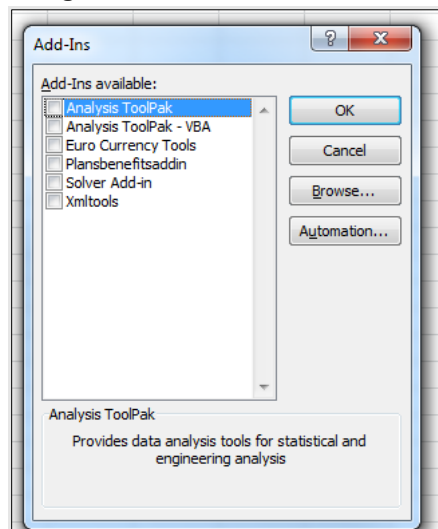 Add-Ins
Add-Ins available:
Analysis ToolPak
Analysis ToolPak - VBA
Euro Currency Tools
Plansbenefitsaddin
Solver Add-in
Xmltools
OK
Cancel
Browse...
Automation...
Analysis ToolPak
Provides data analysis tools for statistical and
engineering analysis